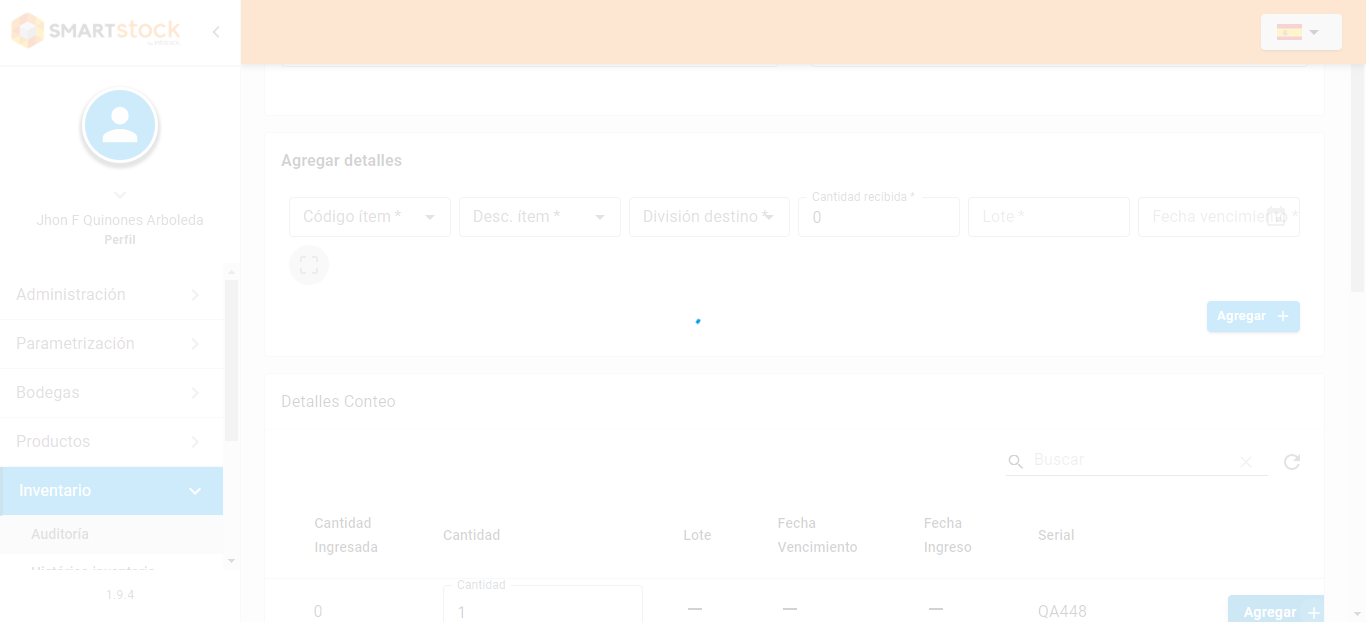 SMARTstock
Jhon F Quinones Arboleda
Perfil
Administración
Parametrización
Bodegas
Productos
Inventario
Auditoría
Histórico inventario
1.9.4
Agregar detalles
Código ítem *
Desc. ítem *
División destino *
Cantidad recibida *
0
Lote *
Fecha vencimiento *
Agregar
Detalles Conteo
Buscar
Cantidad Ingresada
Cantidad
Lote
Fecha Vencimiento
Fecha Ingreso
Serial
0
Cantidad
1
—
—
—
QA448
Agregar